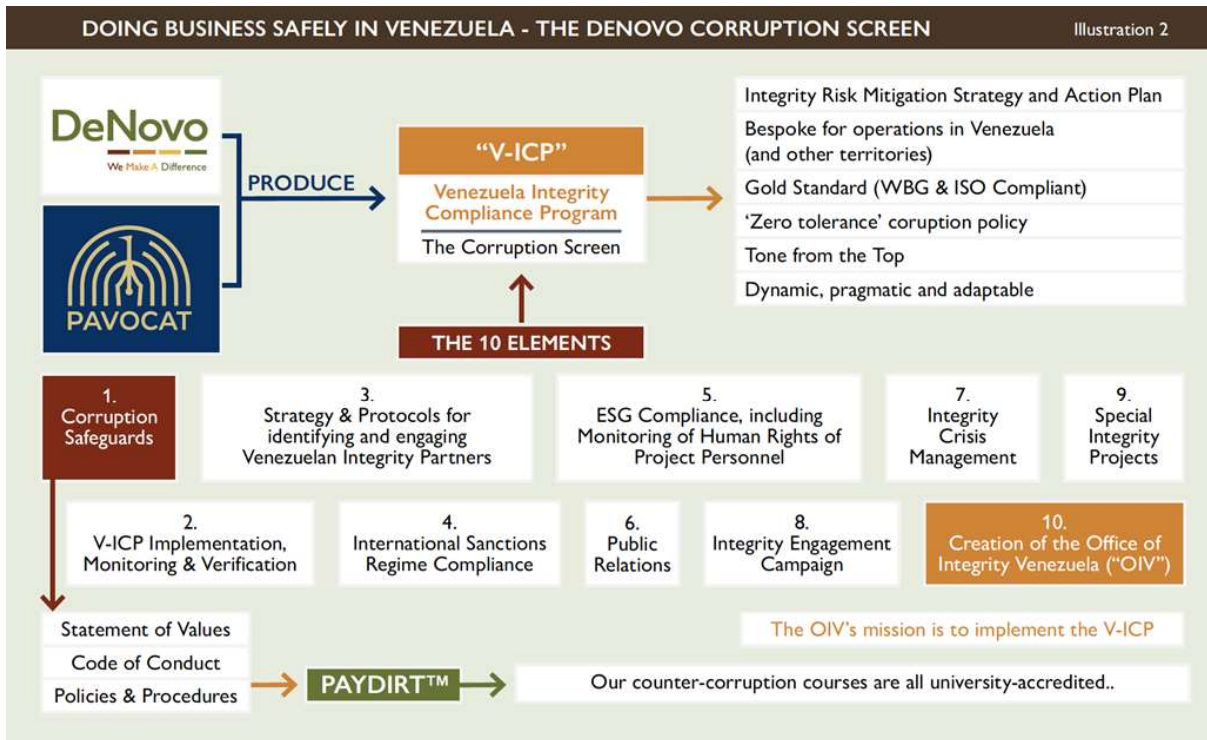 DOING BUSINESS SAFELY IN VENEZUELA - THE DENOVO CORRUPTION SCREEN
Illustration 2
DeNovo
We Make A Difference
PAVOCAT
PRODUCE
"V-ICP"
Venezuela Integrity
Compliance Program
The Corruption Screen
Integrity Risk Mitigation Strategy and Action Plan
Bespoke for operations in Venezuela
(and other territories)
Gold Standard (WBG & ISO Compliant)
'Zero tolerance' coruption policy
Tone from the Top
Dynamic, pragmatic and adaptable
THE 10 ELEMENTS
1.
Corruption
Safeguards
3.
Strategy & Protocols for
identifying and engaging
Venezuelan Integrity Partners
5.
ESG Compliance, including
Monitoring of Human Rights of
Project Personnel
7.
Integrity
Crisis
Management
9.
Special
Integrity
Projects
2.
V-ICP Implementation,
Monitoring & Verification
4.
International Sanctions
Regime Compliance
6.
Public
Relations
8.
Integrity Engagement
Campaign
10.
Creation of the Office of
Integrity Venezuela ("OIV")
Statement of Values
Code of Conduct
Policies & Procedures
PAYDIRT™
The OIV's mission is to implement the V-ICP
Our counter-corruption courses are all university-accredited..